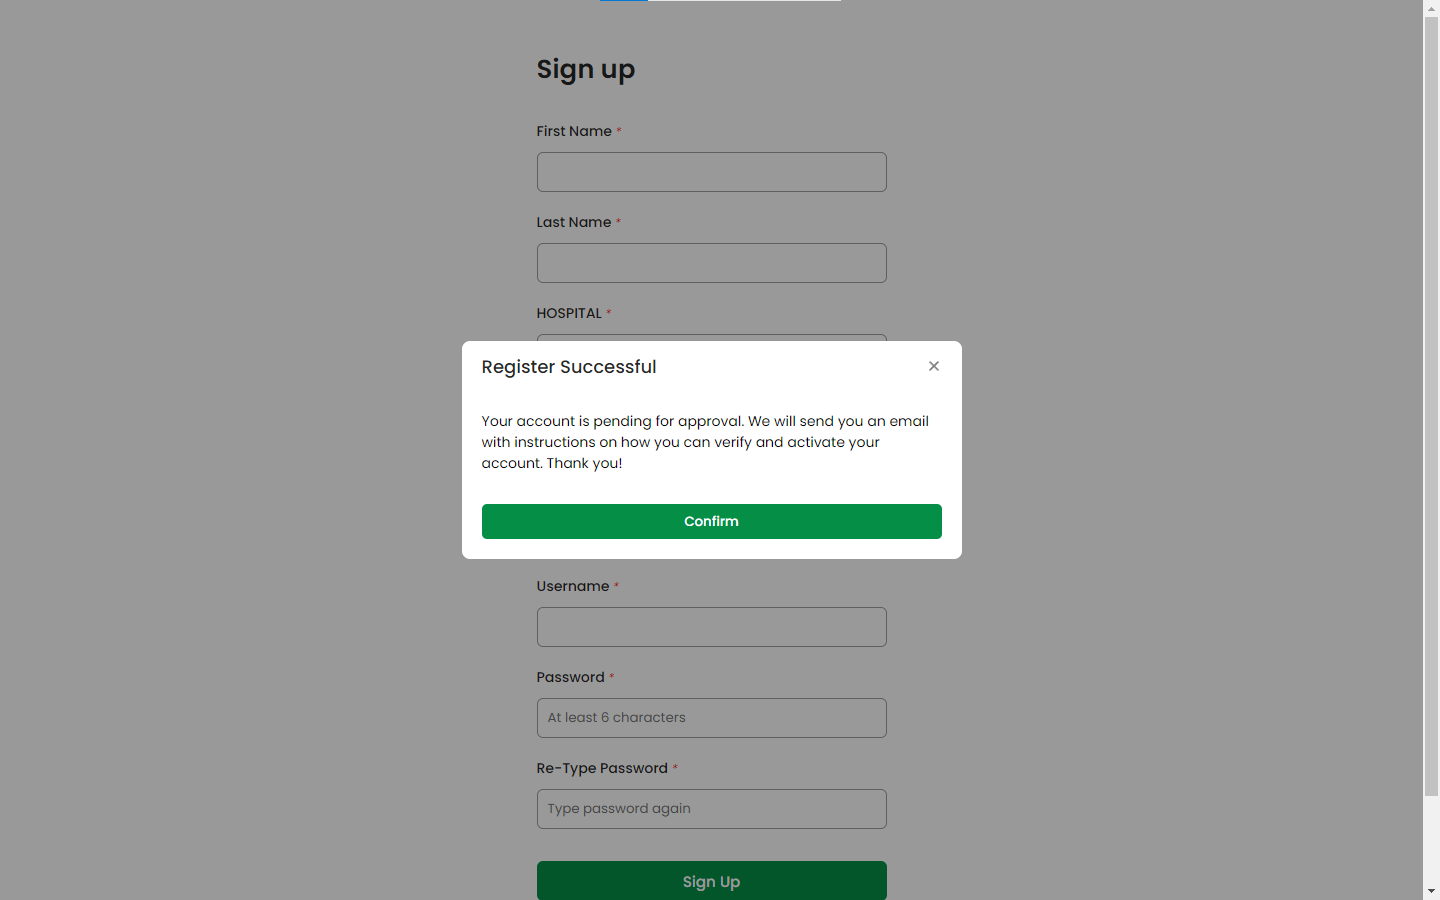 Sign up
First Name *
Last Name *
HOSPITAL *
Register Successful
Your account is pending for approval. We will send you an email
with instructions on how you can verify and activate your
account. Thank you!
Confirm
Username *
Password *
At least 6 characters
Re-Type Password *
Type password again
Sign Up